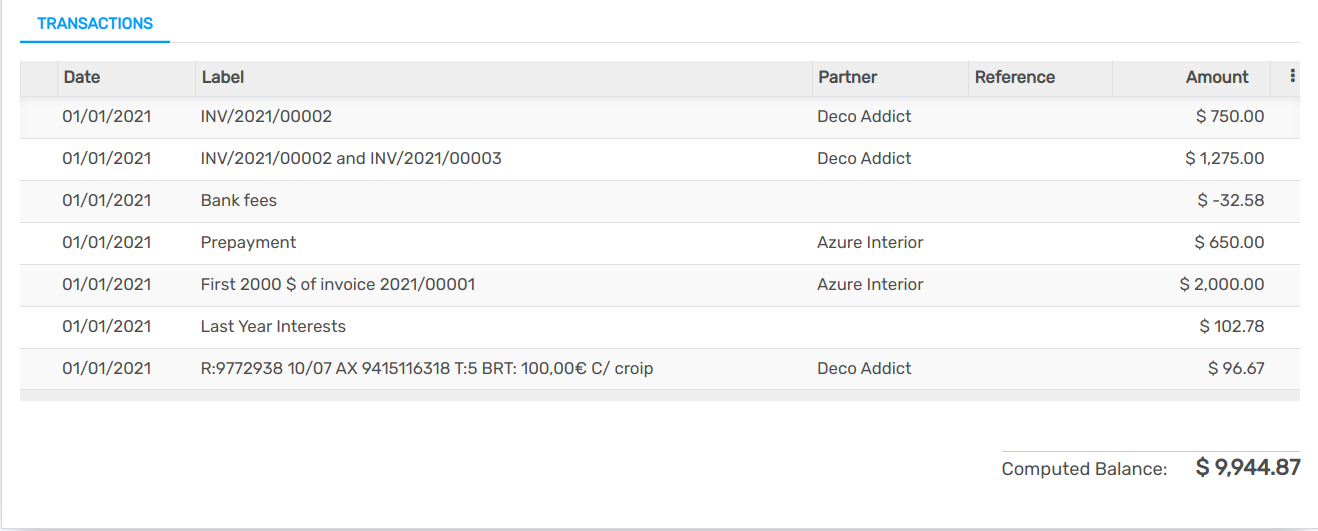 TRANSACTIONS
Date Label Partner Reference Amount
01/01/2021 INV/2021/00002 Deco Addict $ 750.00
01/01/2021 INV/2021/00002 and INV/2021/00003 Deco Addict $ 1,275.00
01/01/2021 Bank fees $ -32.58
01/01/2021 Prepayment Azure Interior $ 650.00
01/01/2021 First 2000 $ of invoice 2021/00001 Azure Interior $ 2,000.00
01/01/2021 Last Year Interests $ 102.78
01/01/2021 R:9772938 10/07 AX 9415116318 T:5 BRT: 100,00€ C/ croip Deco Addict $ 96.67
Computed Balance: $ 9,944.87